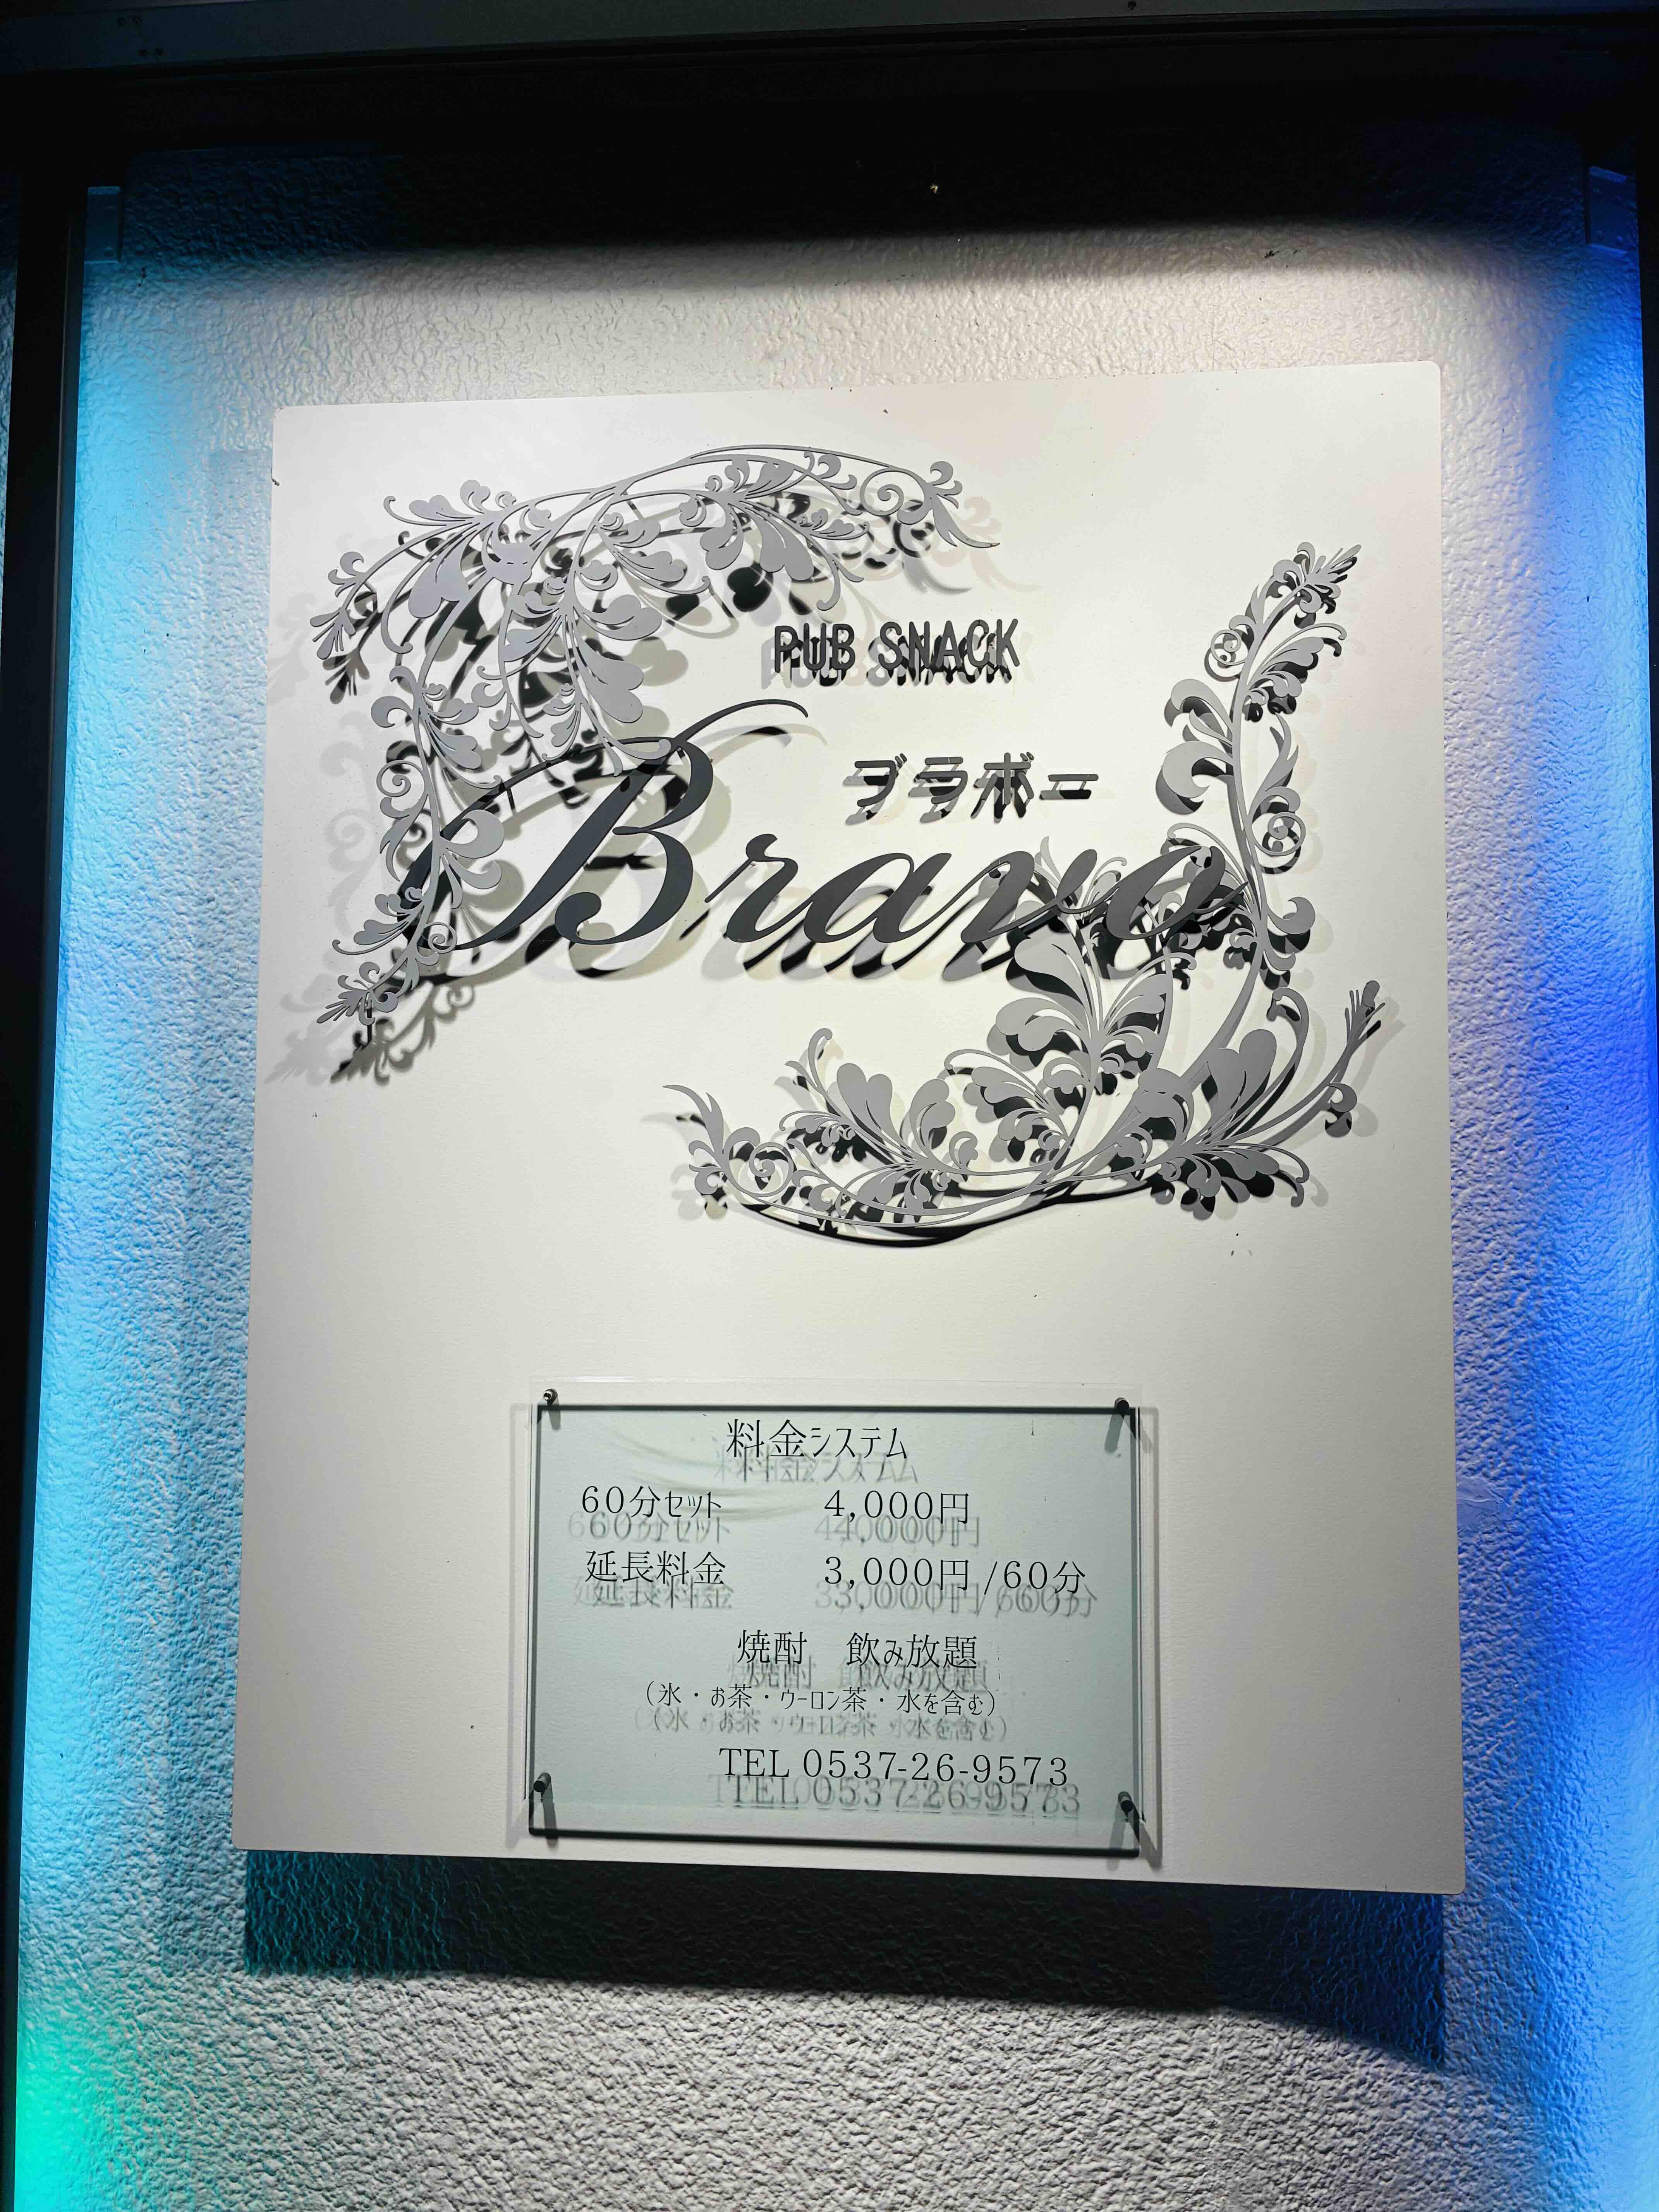 PUB SNACK
ブラボー
Bravo
料金システム
60分セット 4,000円
延長料金 3,000円/60分
焼酎 飲み放題
(氷・お茶・ウーロン茶・水を含む)
TEL 0537-26-9573